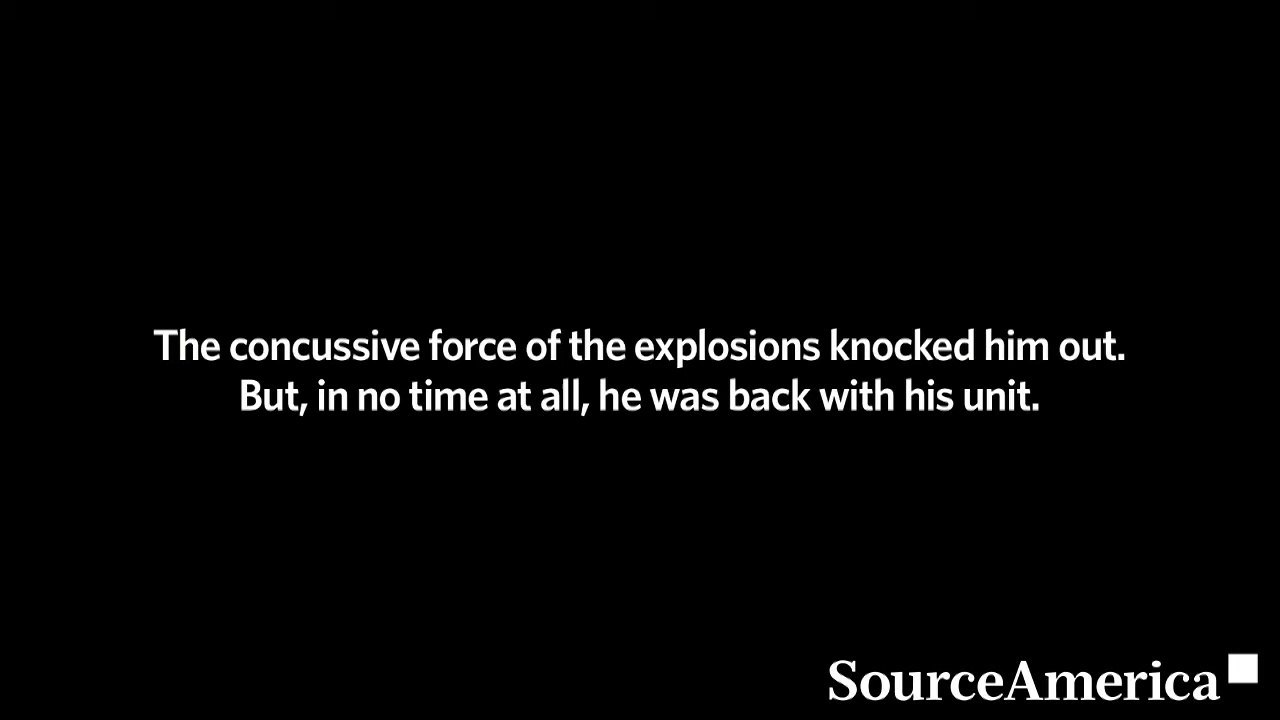 The concussive force of the explosions knocked him out.
But, in no time at all, he was back with his unit.
SourceAmerica